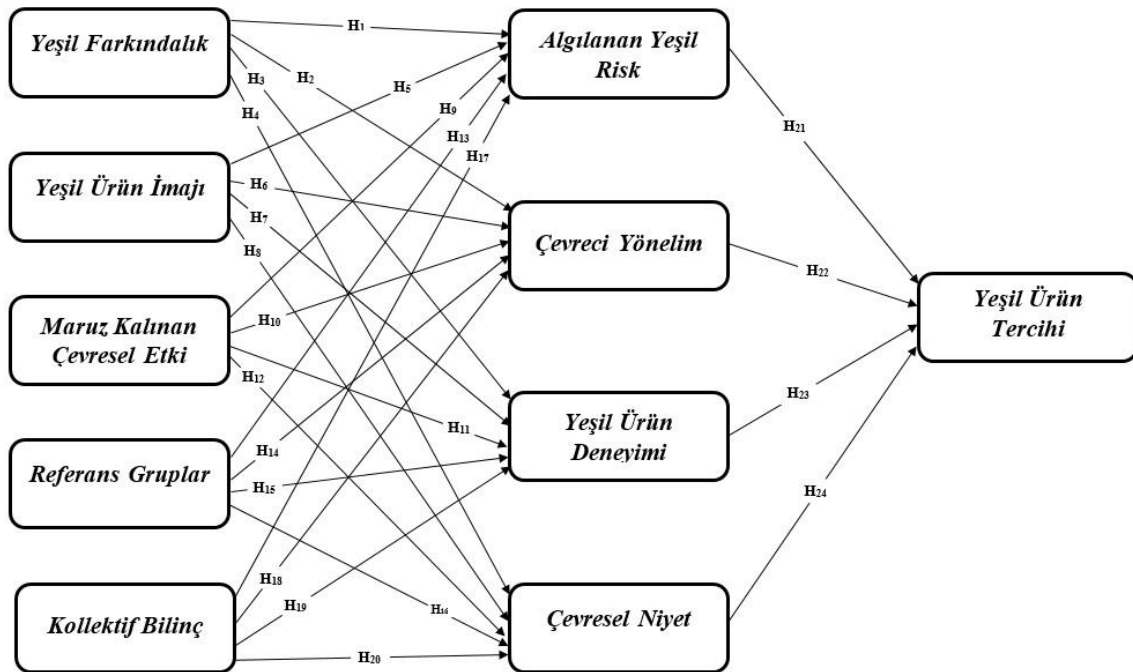 Yeşil Farkındalık
Yeşil Ürün İmajı
Maruz Kalınan
Çevresel Etki
Referans Gruplar
Kollektif Bilinç
H1
H2
H3
H4
H5
H6
H7
H8
H9
H10
H11
H12
H13
H14
H15
H16
H17
H18
H19
H20
Algılanan Yeşil
Risk
Çevreci Yönelim
Yeşil Ürün
Deneyimi
Çevresel Niyet
H21
H22
H23
H24
Yeşil Ürün
Tercihi